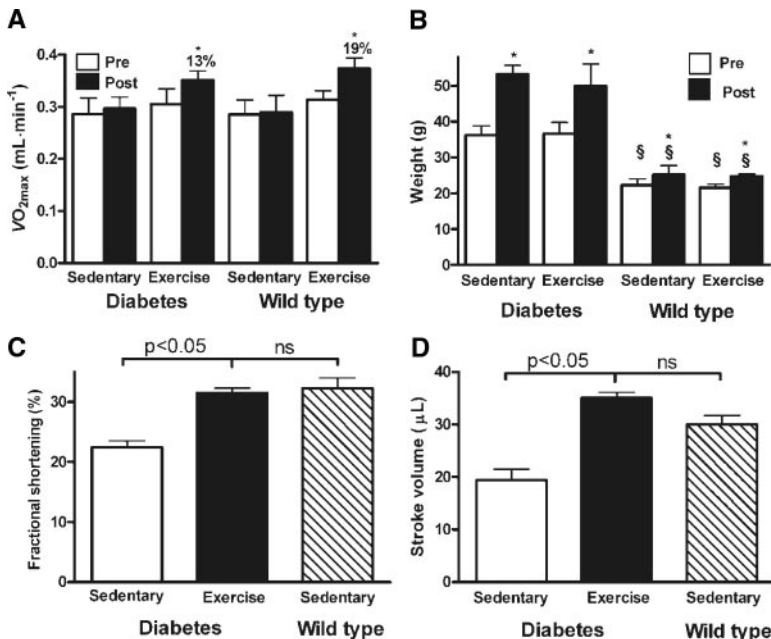 A
V̇O2max (mL·min⁻¹)
0.4
0.3
0.1
0.0
Pre
Post
*
13%
*
19%
Sedentary Exercise Sedentary Exercise
Diabetes Wild type
B
Weight (g)
60
50
40
30
20
10
0
Pre
Post
*
*
§
*
§
§
*
§
Sedentary Exercise Sedentary Exercise
Diabetes Wild type
C
Fractional shortening (%)
30
20
10
0
p<0.05 ns
Sedentary Exercise Sedentary
Diabetes Wild type
D
Stroke volume (μL)
40
30
20
10
0
p<0.05 ns
Sedentary Exercise Sedentary
Diabetes Wild type